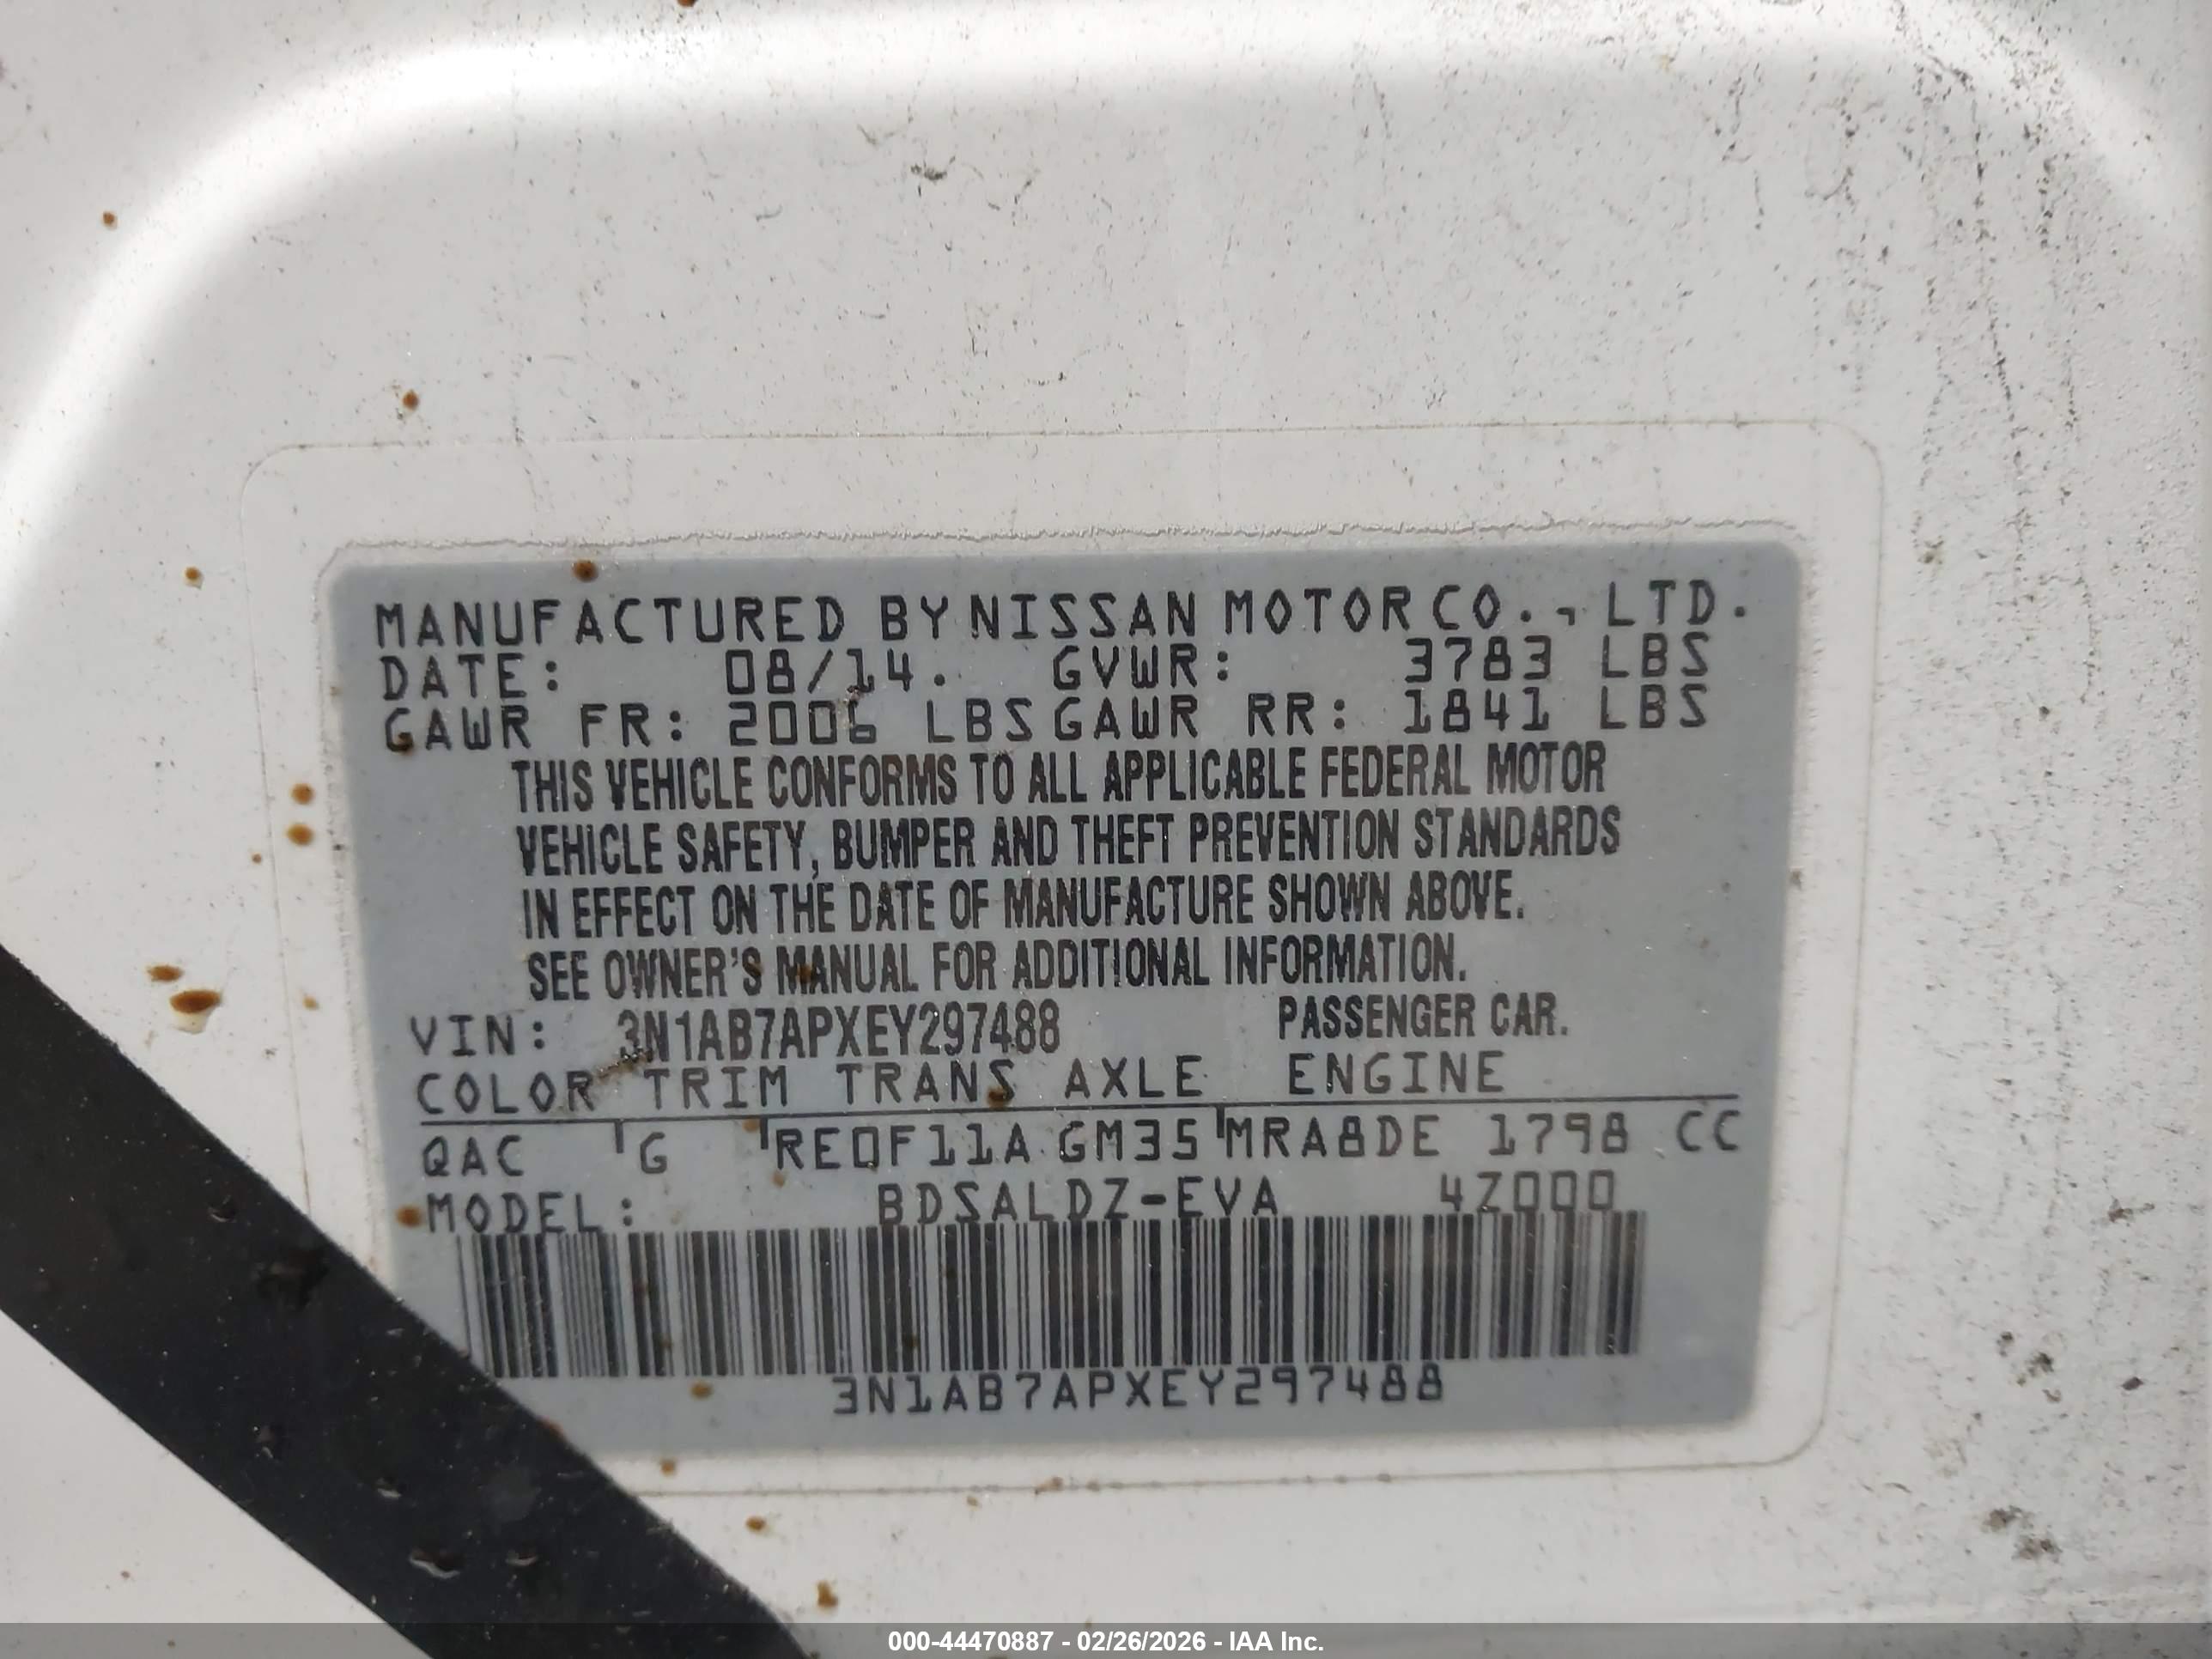 MANUFACTURED BY NISSAN MOTOR CO., LTD.
DATE: 08/14. GVWR: 3783 LBS
GAWR FR: 2006 LBS GAWR RR: 1841 LBS
THIS VEHICLE CONFORMS TO ALL APPLICABLE FEDERAL MOTOR
VEHICLE SAFETY, BUMPER AND THEFT PREVENTION STANDARDS
IN EFFECT ON THE DATE OF MANUFACTURE SHOWN ABOVE.
SEE OWNER'S MANUAL FOR ADDITIONAL INFORMATION.
VIN: 3N1AB7APXEY297488 PASSENGER CAR.
COLOR TRIM TRANS AXLE ENGINE
QAC G RE0F11A GM35 MRA8DE 1798 CC
MODEL: BDSALDZ-EVA 4Z000
3N1AB7APXEY297488
000-44470887 - 02/26/2026 - IAA Inc.